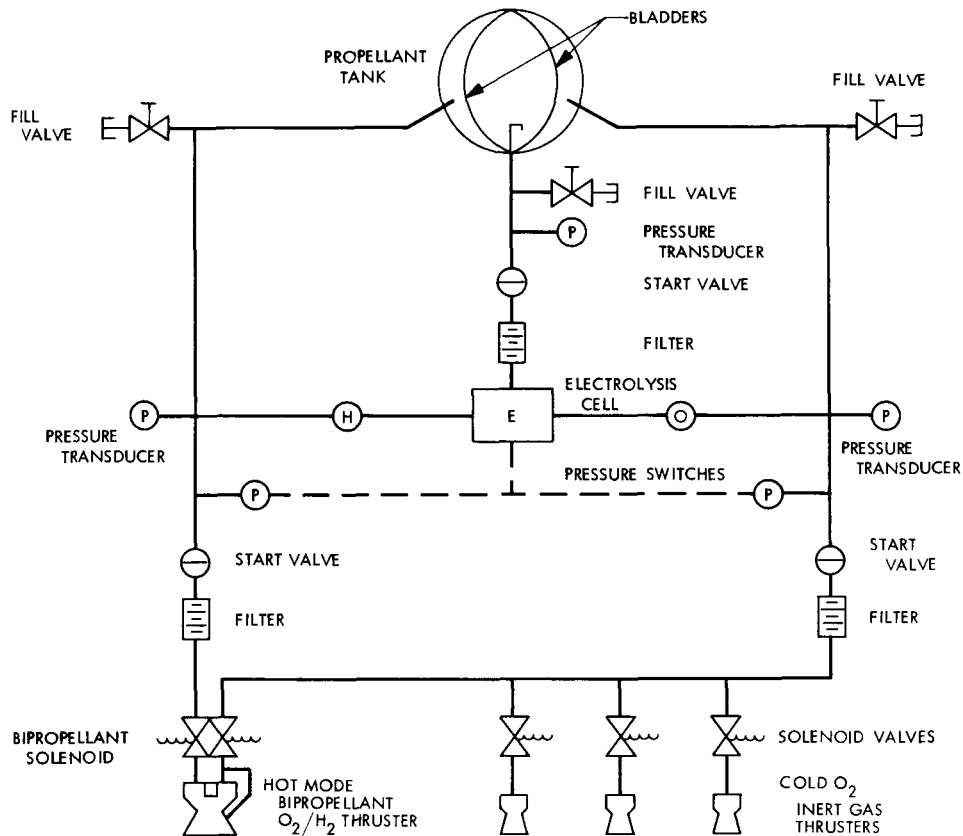 BLADDERS
PROPELLANT
TANK
FILL
VALVE
FILL VALVE
FILL VALVE
P
PRESSURE
TRANSDUCER
START VALVE
FILTER
ELECTROLYSIS
CELL
P
H
E
O
P
PRESSURE
TRANSDUCER
PRESSURE
TRANSDUCER
PRESSURE SWITCHES
P
P
START VALVE
START
VALVE
FILTER
FILTER
BIPROPELLANT
SOLENOID
SOLENOID VALVES
HOT MODE
BIPROPELLANT
O₂/H₂ THRUSTER
COLD O₂
INERT GAS
THRUSTERS